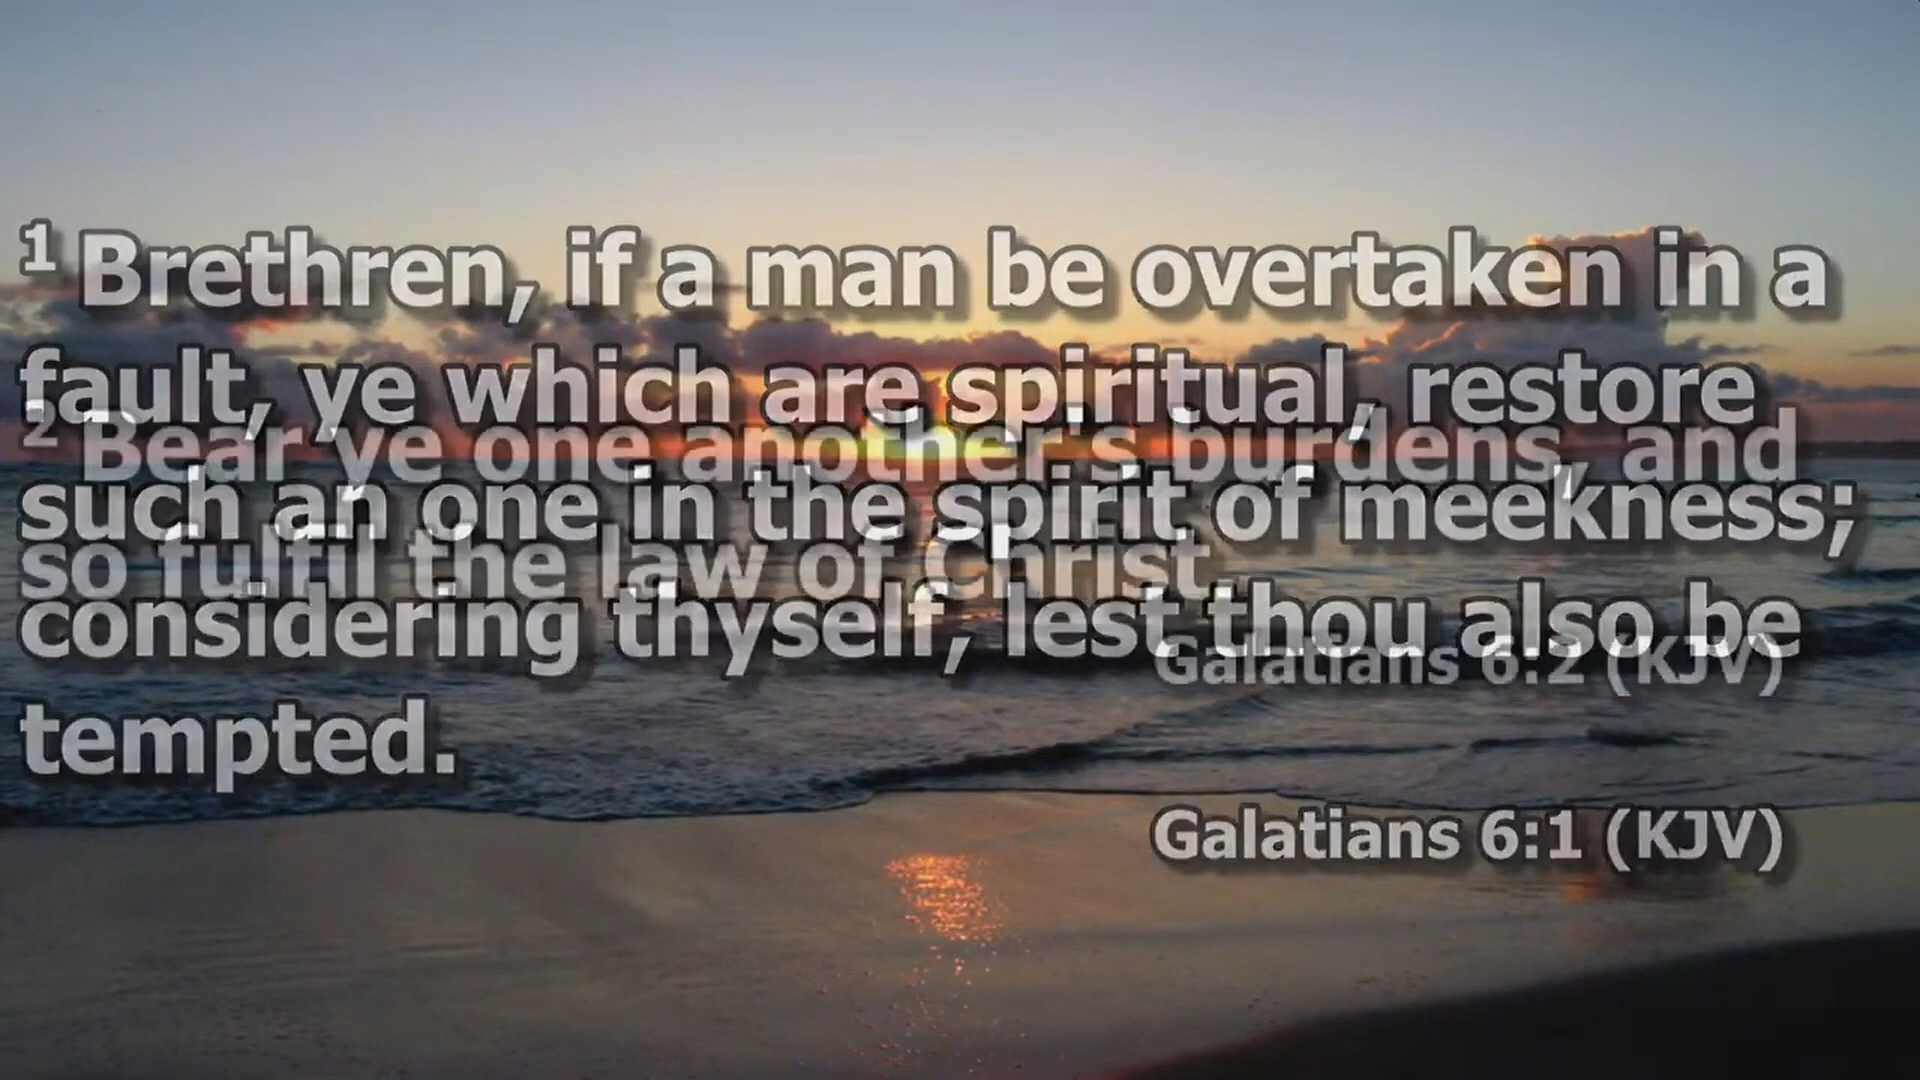 1 Brethren, if a man be overtaken in a
fault, ye which are spiritual, restore
such an one in the spirit of meekness;
considering thyself, lest thou also be
tempted.
Galatians 6:1 (KJV)
2 Bear ye one another's burdens, and
so fulfil the law of Christ.
Galatians 6:2 (KJV)